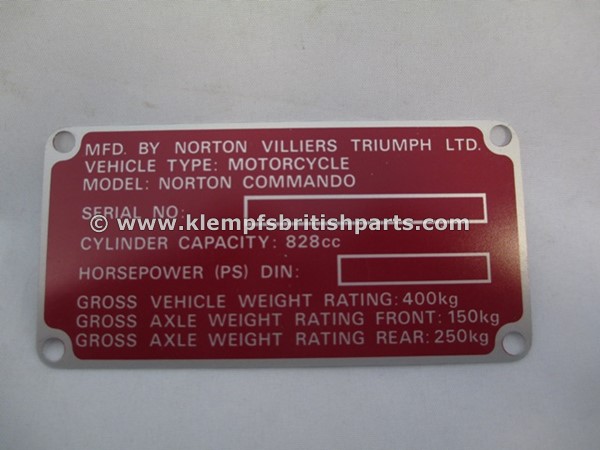 MFD. BY NORTON VILLIERS TRIUMPH LTD.
VEHICLE TYPE: MOTORCYCLE
MODEL: NORTON COMMANDO
SERIAL NO:
© www.klempfsbritishparts.com
CYLINDER CAPACITY: 828cc
HORSEPOWER (PS) DIN:
GROSS VEHICLE WEIGHT RATING: 400kg
GROSS AXLE WEIGHT RATING FRONT: 150kg
GROSS AXLE WEIGHT RATING REAR: 250kg